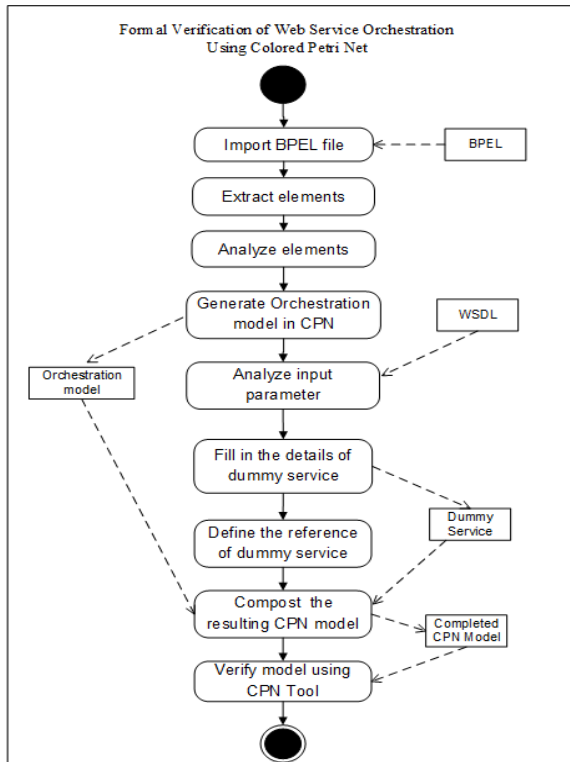 Formal Verification of Web Service Orchestration
Using Colored Petri Net
Import BPEL file
BPEL
Extract elements
Analyze elements
Generate Orchestration
model in CPN
WSDL
Orchestration
model
Analyze input
parameter
Fill in the details of
dummy service
Dummy
Service
Define the reference
of dummy service
Compost the
resulting CPN model
Completed
CPN Model
Verify model using
CPN Tool